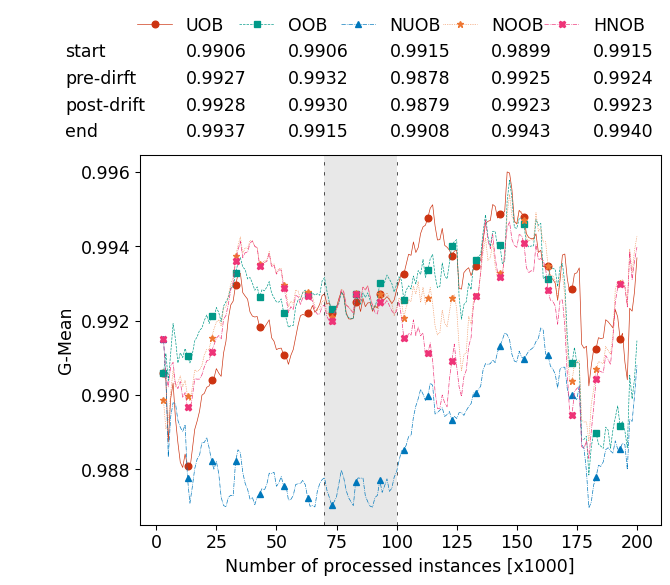 UOB OOB NUOB NOOB HNOB
start 0.9906 0.9906 0.9915 0.9899 0.9915
pre-dirft 0.9927 0.9932 0.9878 0.9925 0.9924
post-drift 0.9928 0.9930 0.9879 0.9923 0.9923
end 0.9937 0.9915 0.9908 0.9943 0.9940
0.996
0.994
0.992
0.990
0.988
G-Mean
0 25 50 75 100 125 150 175 200
Number of processed instances [x1000]